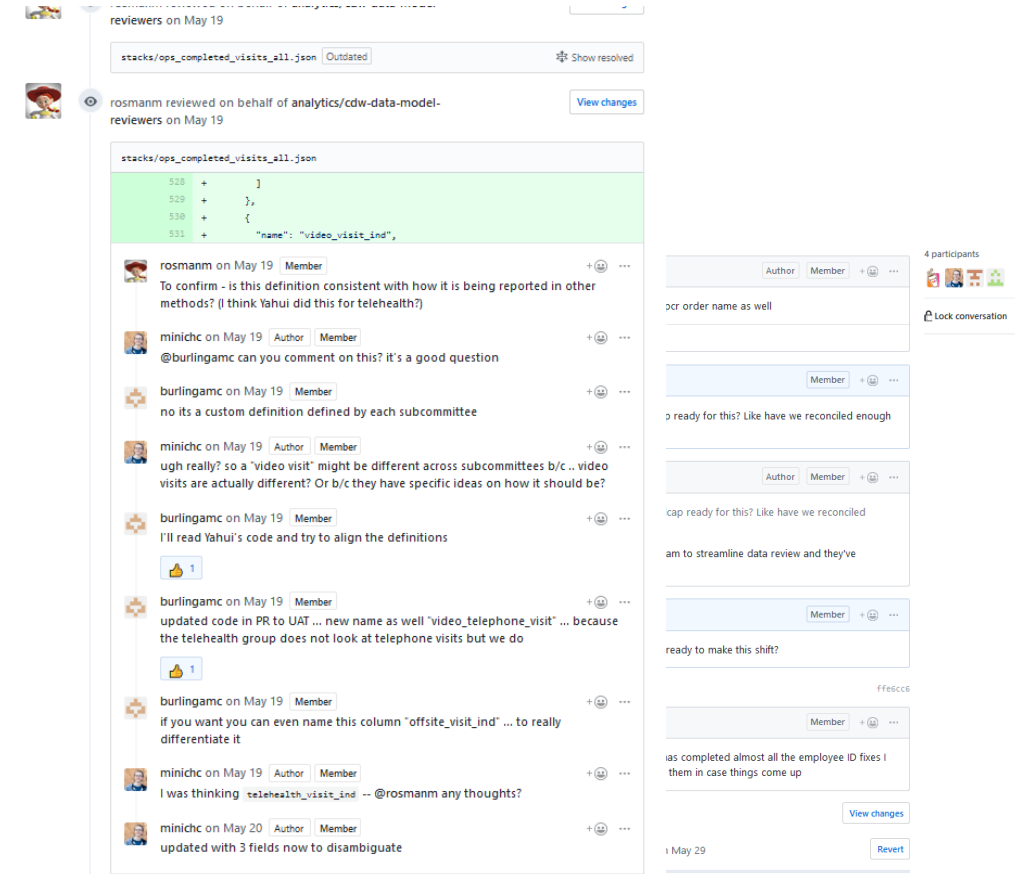 reviewers on May 19
stacks/ops_completed_visits_all.json Outdated Show resolved
rosmanm reviewed on behalf of analytics/cdw-data-model-
reviewers on May 19
View changes
stacks/ops_completed_visits_all.json
528 + ]
529 + },
530 + {
531 + "name": "video_visit_ind",
rosmanm on May 19 Member
To confirm - is this definition consistent with how it is being reported in other
methods? (I think Yahui did this for telehealth?)
minichc on May 19 Author Member
@burlingamc can you comment on this? it's a good question
burlingamc on May 19 Member
no its a custom definition defined by each subcommittee
minichc on May 19 Author Member
ugh really? so a "video visit" might be different across subcommittees b/c .. video
visits are actually different? Or b/c they have specific ideas on how it should be?
burlingamc on May 19 Member
I'll read Yahui's code and try to align the definitions
1
burlingamc on May 19 Member
updated code in PR to UAT ... new name as well "video_telephone_visit" ... because
the telehealth group does not look at telephone visits but we do
1
burlingamc on May 19 Member
if you want you can even name this column "offsite_visit_ind" ... to really
differentiate it
minichc on May 19 Author Member
I was thinking telehealth_visit_ind -- @rosmanm any thoughts?
minichc on May 20 Author Member
updated with 3 fields now to disambiguate
Author Member
ocr order name as well
Member
ready for this? Like have we reconciled enough
Author Member
cap ready for this? Like have we reconciled
am to streamline data review and they've
Member
ready to make this shift?
ffe6cc6
Member
has completed almost all the employee ID fixes I
them in case things come up
View changes
May 29
Revert
4 participants
Lock conversation